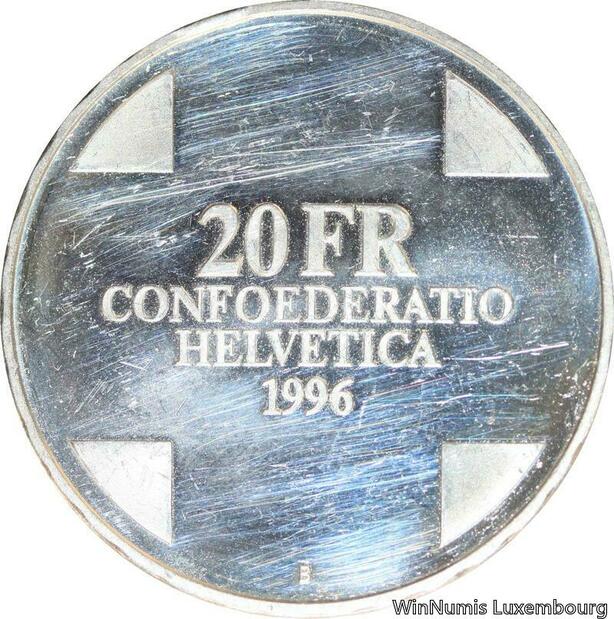 20 FR
CONFOEDERATIO
HELVETICA
1996
B
WinNumis Luxembourg